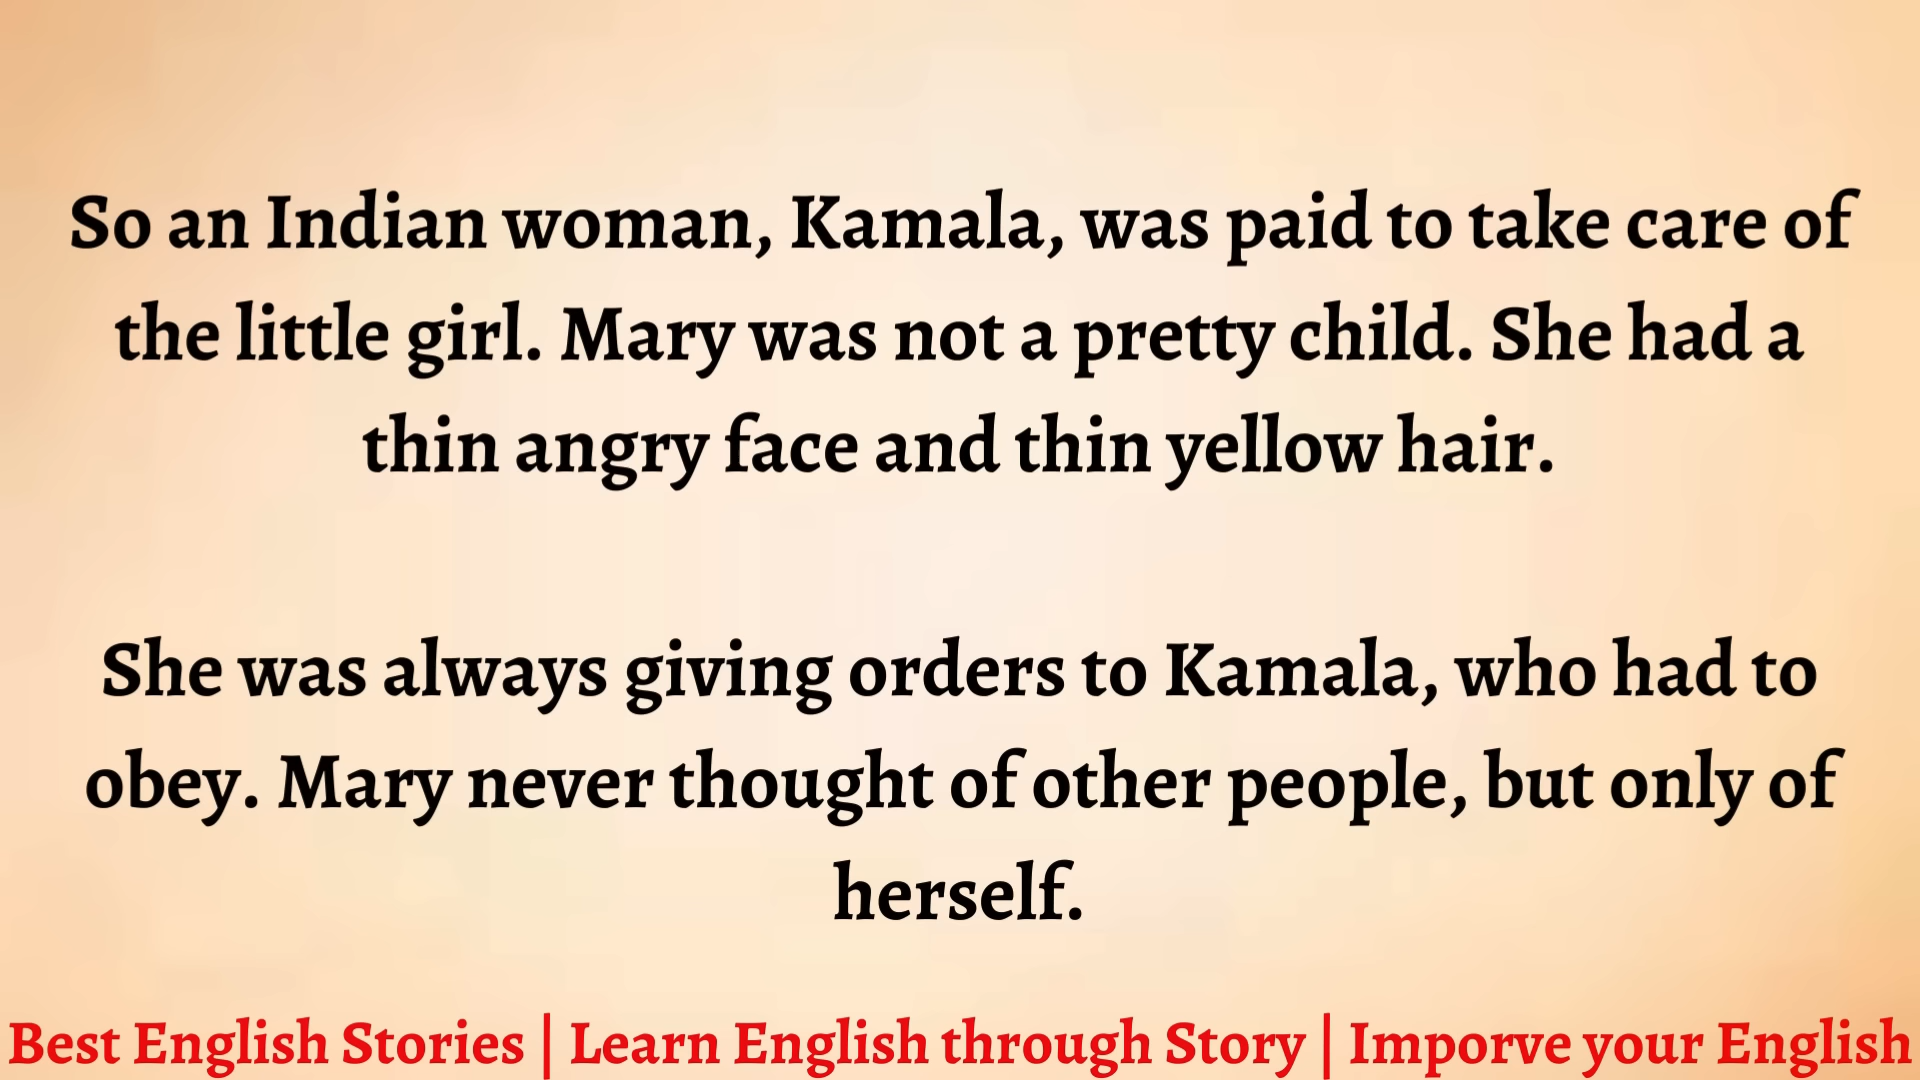 So an Indian woman, Kamala, was paid to take care of
the little girl. Mary was not a pretty child. She had a
thin angry face and thin yellow hair.
She was always giving orders to Kamala, who had to
obey. Mary never thought of other people, but only of
herself.
Best English Stories | Learn English through Story | Imporve your English